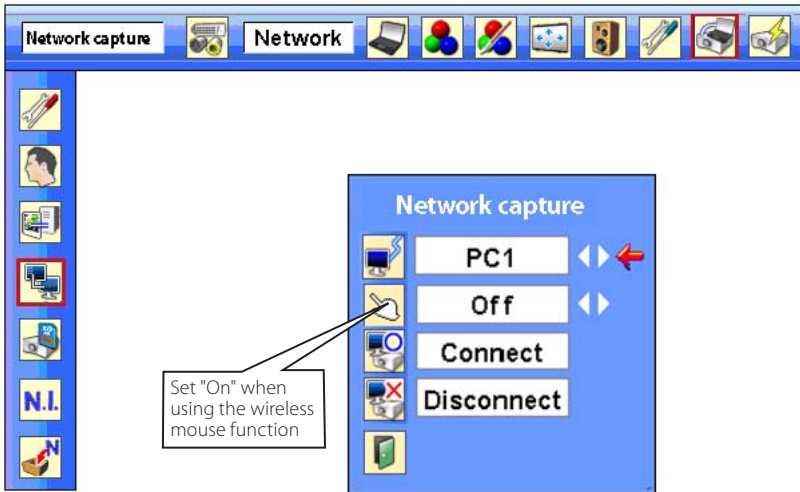 Network capture
Network
Network capture
PC1
Off
Connect
Disconnect
Set "On" when
using the wireless
mouse function
N.I.
N